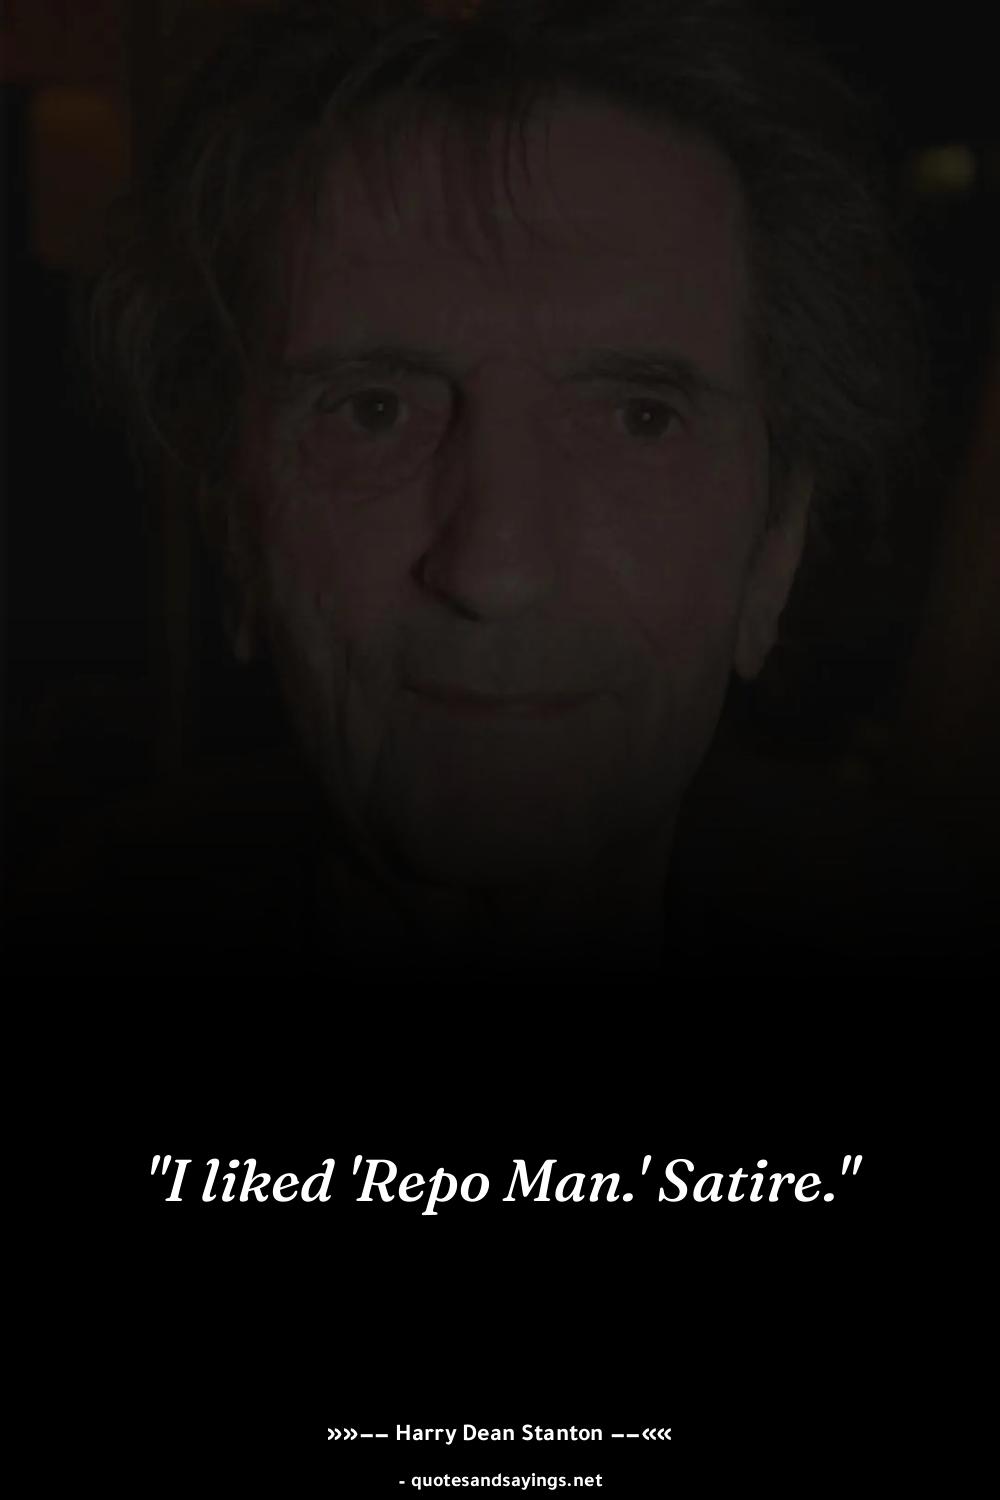 "I liked 'Repo Man.' Satire."
»»–– Harry Dean Stanton ––««
- quotesandsayings.net